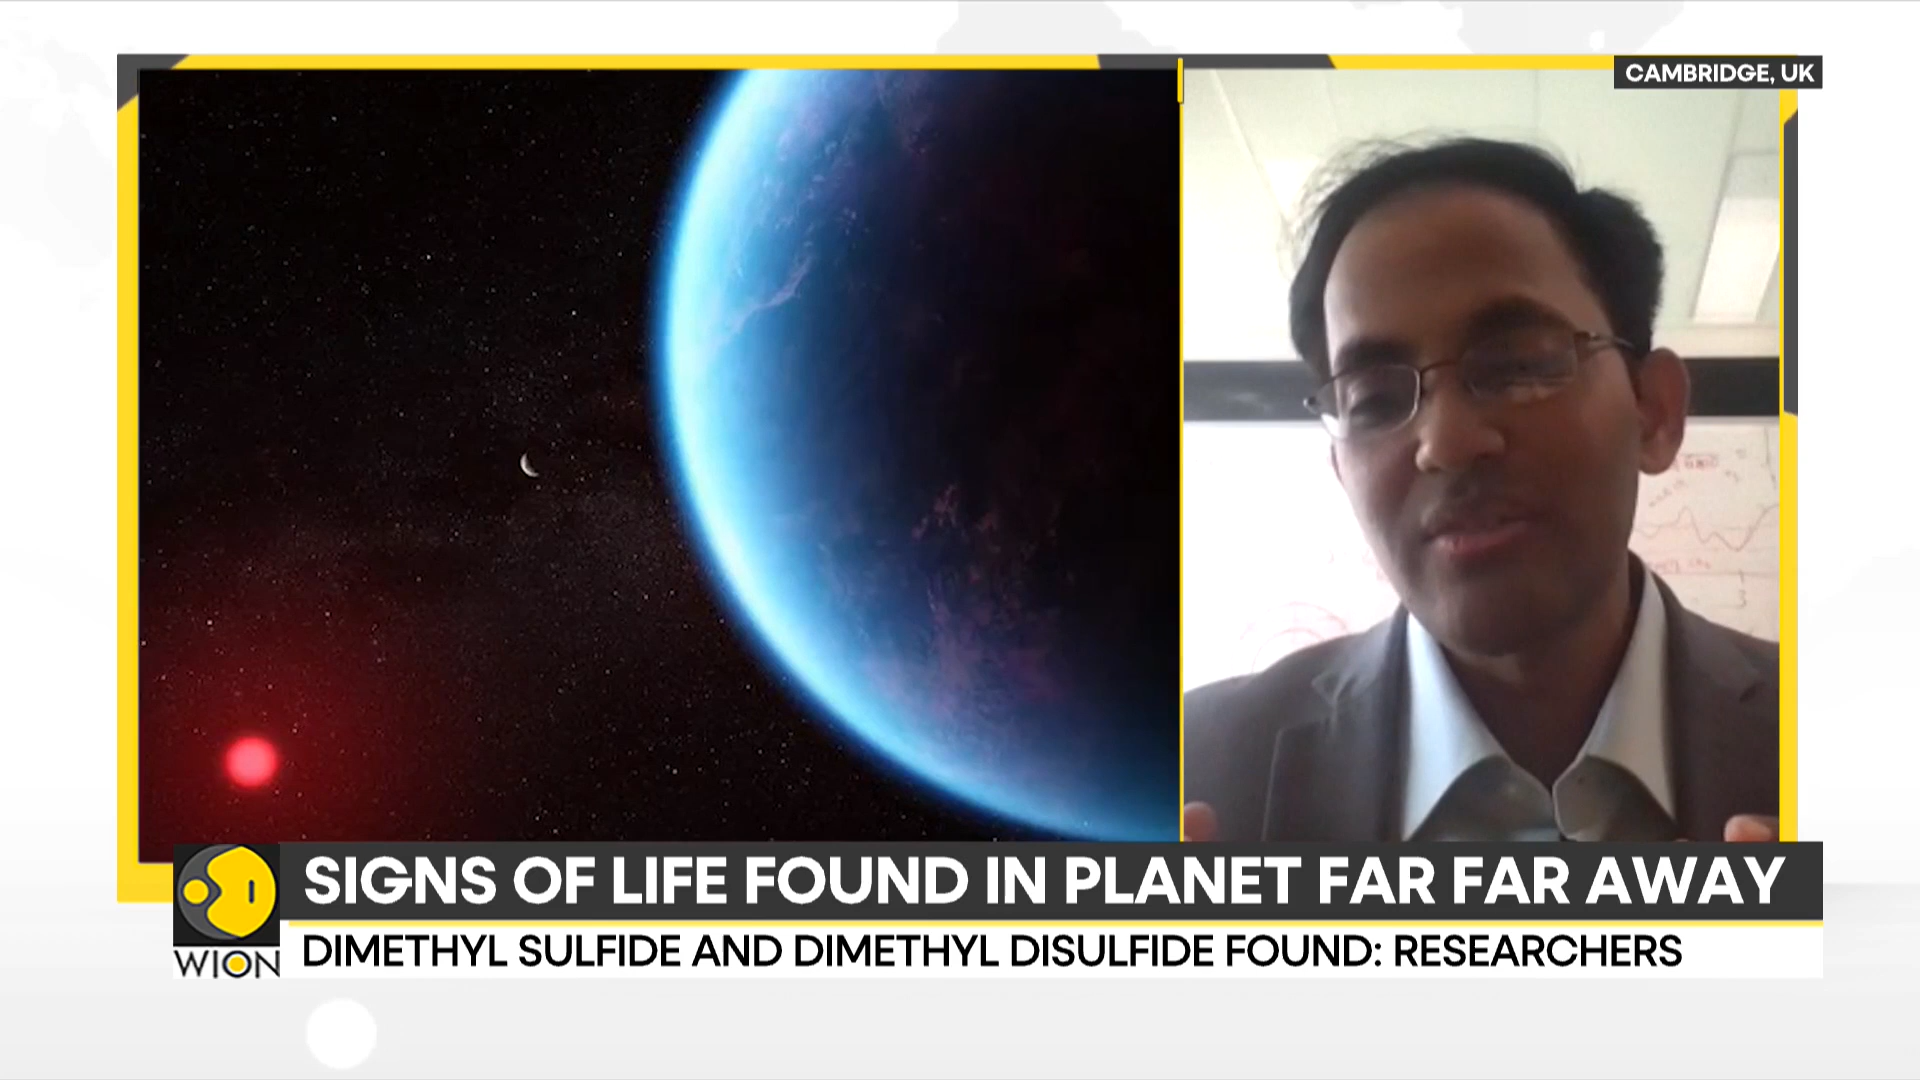 CAMBRIDGE, UK
SIGNS OF LIFE FOUND IN PLANET FAR FAR AWAY
DIMETHYL SULFIDE AND DIMETHYL DISULFIDE FOUND: RESEARCHERS
WION